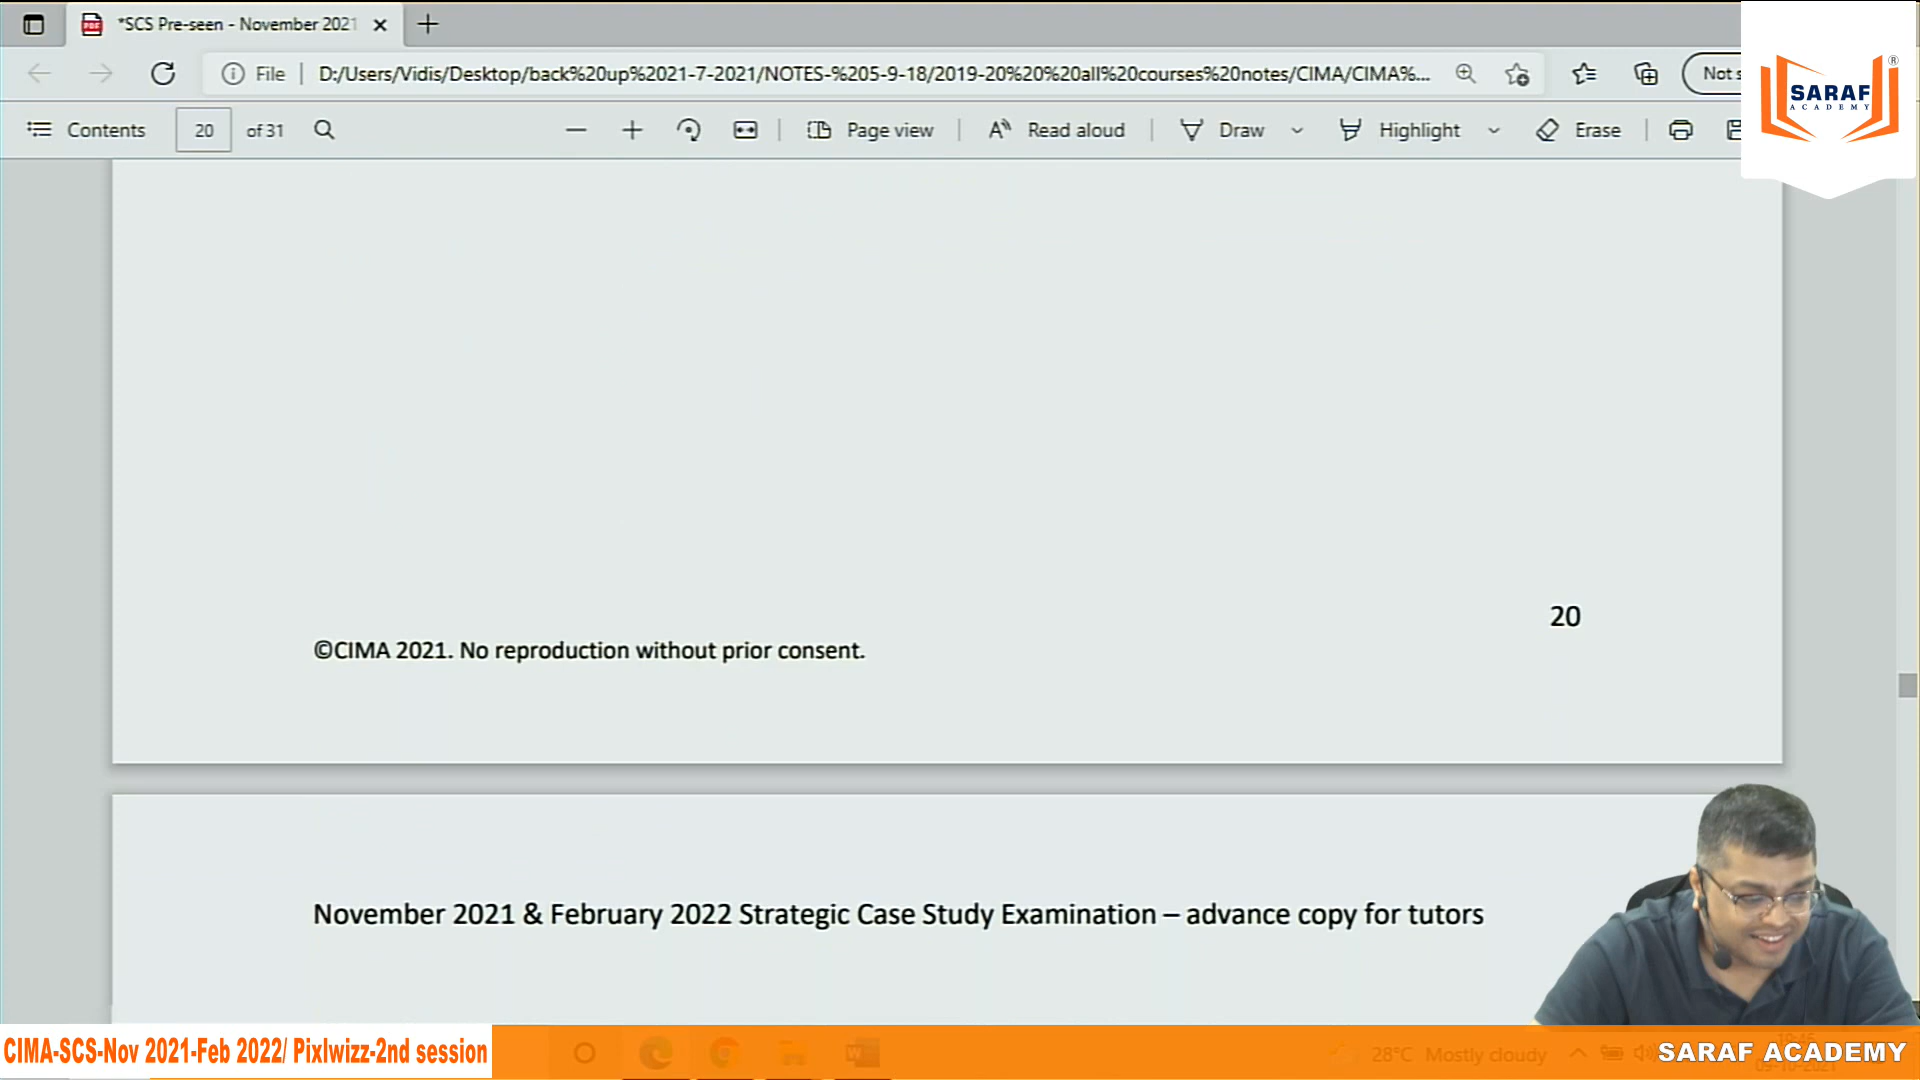 *SCS Pre-seen - November 2021
File
D:/Users/Vidis/Desktop/back%20up%2021-7-2021/NOTES-%205-9-18/2019-20%20%20all%20courses%20notes/CIMA/CIMA%...
Not s
Contents
20
of 31
Page view
Read aloud
Draw
Highlight
Erase
SARAF
ACADEMY
®
20
©CIMA 2021. No reproduction without prior consent.
November 2021 & February 2022 Strategic Case Study Examination – advance copy for tutors
CIMA-SCS-Nov 2021-Feb 2022/ Pixlwizz-2nd session
28°C Mostly cloudy
SARAF ACADEMY